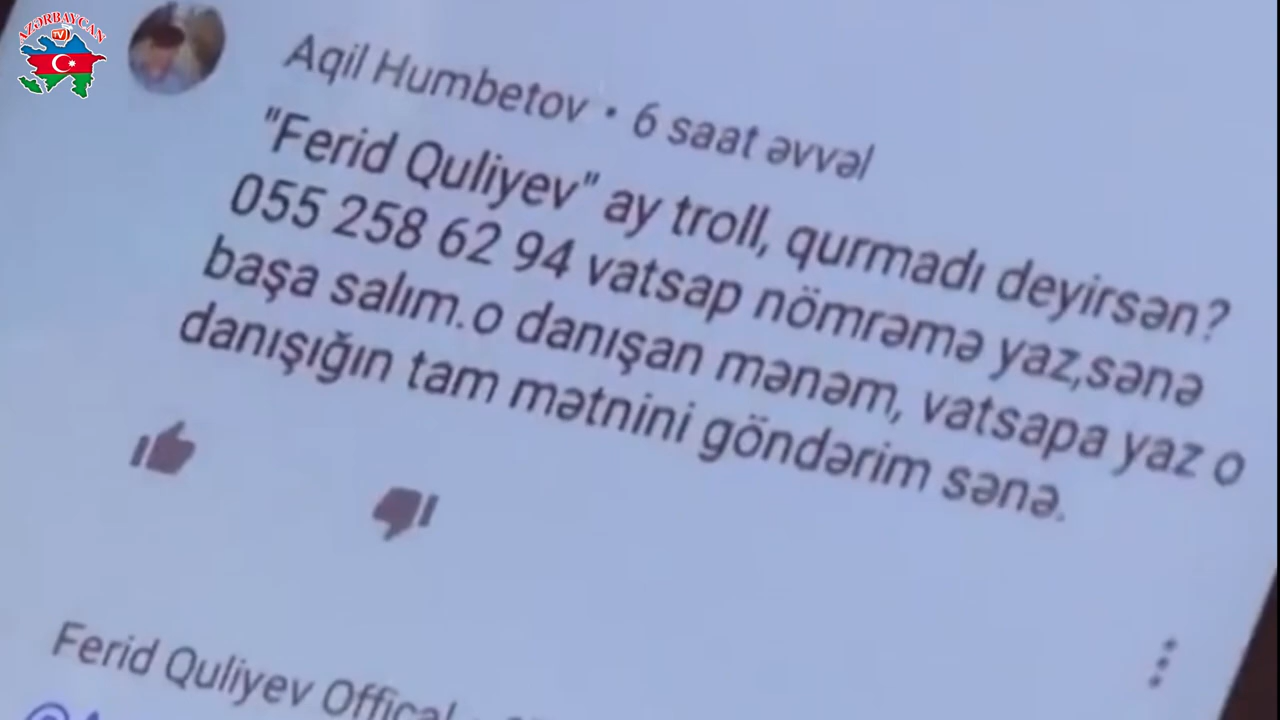 AZƏRBAYCAN
TV
Aqil Humbetov • 6 saat əvvəl
"Ferid Quliyev" ay troll, qurmadı deyirsən?
055 258 62 94 vatsap nömrəmə yaz,sənə
başa salım.o danışan mənəm, vatsapa yaz o
danışığın tam mətnini göndərim sənə.
Ferid Quliyev Offical